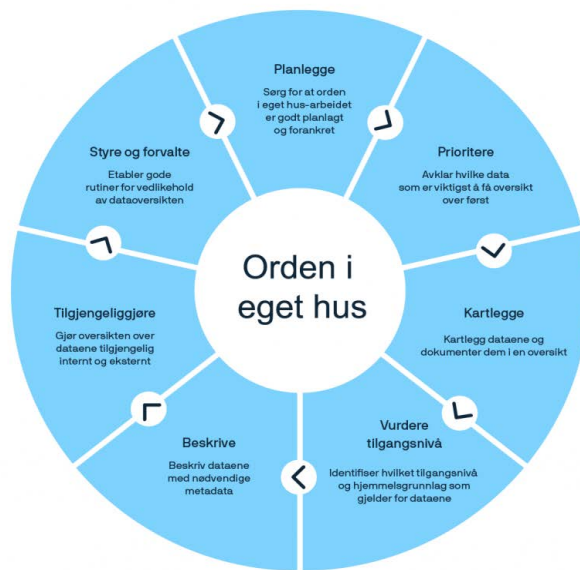 Planlegge
Sørg for at orden
i eget hus-arbeidet
er godt planlagt
og forankret
Prioritere
Avklar hvilke data
som er viktigst å få oversikt
over først
Kartlegge
Kartlegg dataene og
dokumenter dem i en oversikt
Vurdere
tilgangsnivå
Identifiser hvilket tilgangsnivå
og hjemmelsgrunnlag som
gjelder for dataene
Beskrive
Beskriv dataene
med nødvendige
metadata
Tilgjengeliggjøre
Gjør oversikten over
dataene tilgjengelig
internt og eksternt
Styre og forvalte
Etabler gode
rutiner for vedlikehold
av dataoversikten
Orden i
eget hus